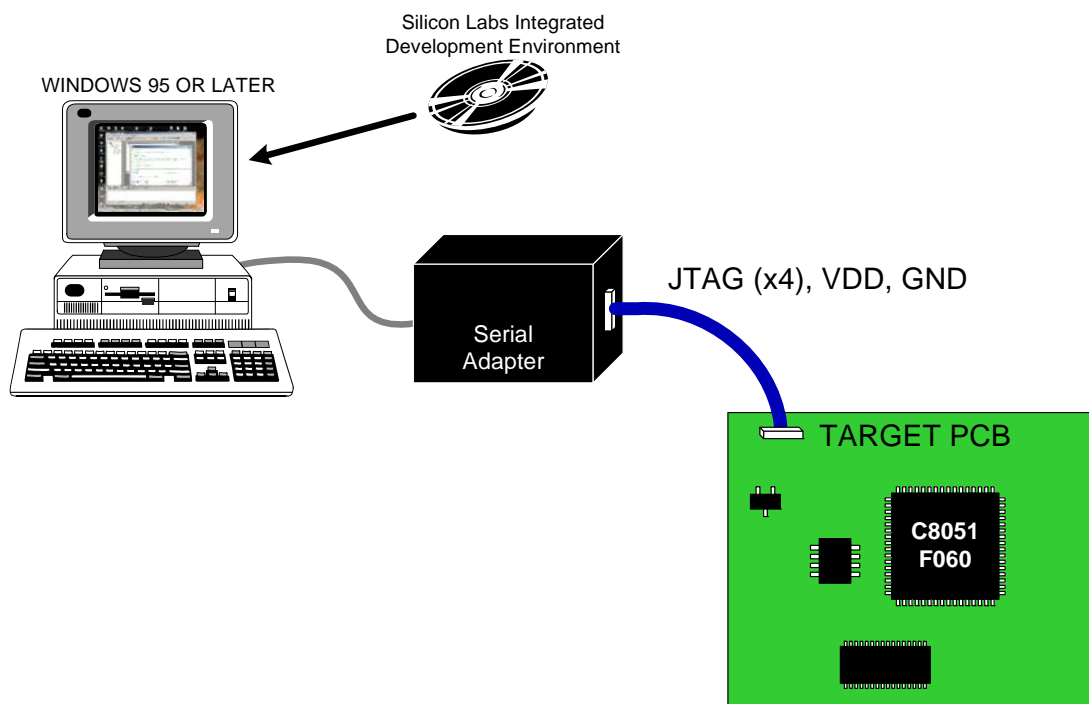 Silicon Labs Integrated
Development Environment
WINDOWS 95 OR LATER
JTAG (x4), VDD, GND
Serial
Adapter
TARGET PCB
C8051
F060